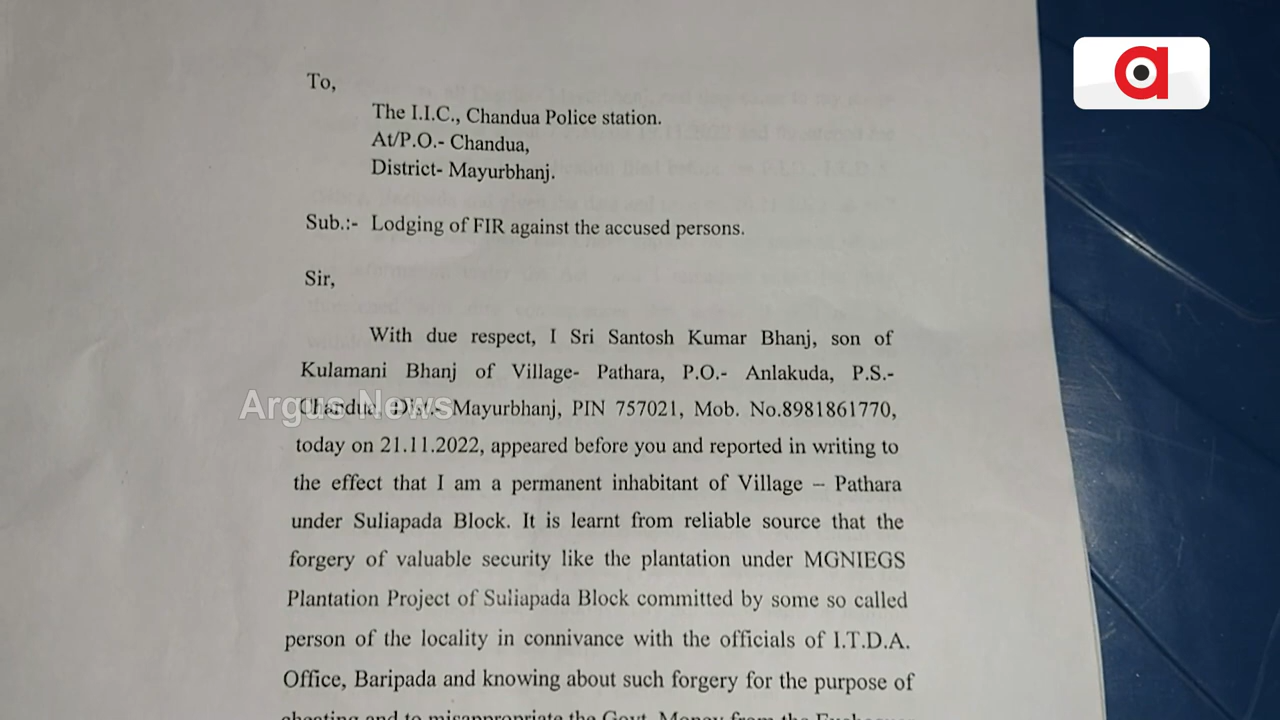 To,
The I.I.C., Chandua Police station.
At/P.O.- Chandua,
District- Mayurbhanj.
Sub.:- Lodging of FIR against the accused persons.
Sir,
With due respect, I Sri Santosh Kumar Bhanj, son of
Kulamani Bhanj of Village- Pathara, P.O.- Anlakuda, P.S.-
Chandua, Dist.- Mayurbhanj, PIN 757021, Mob. No.8981861770,
Argus News
today on 21.11.2022, appeared before you and reported in writing to
the effect that I am a permanent inhabitant of Village – Pathara
under Suliapada Block. It is learnt from reliable source that the
forgery of valuable security like the plantation under MGNIEGS
Plantation Project of Suliapada Block committed by some so called
person of the locality in connivance with the officials of I.T.D.A.
Office, Baripada and knowing about such forgery for the purpose of
cheating and to misappropriate the Govt. Money from the Exchequer